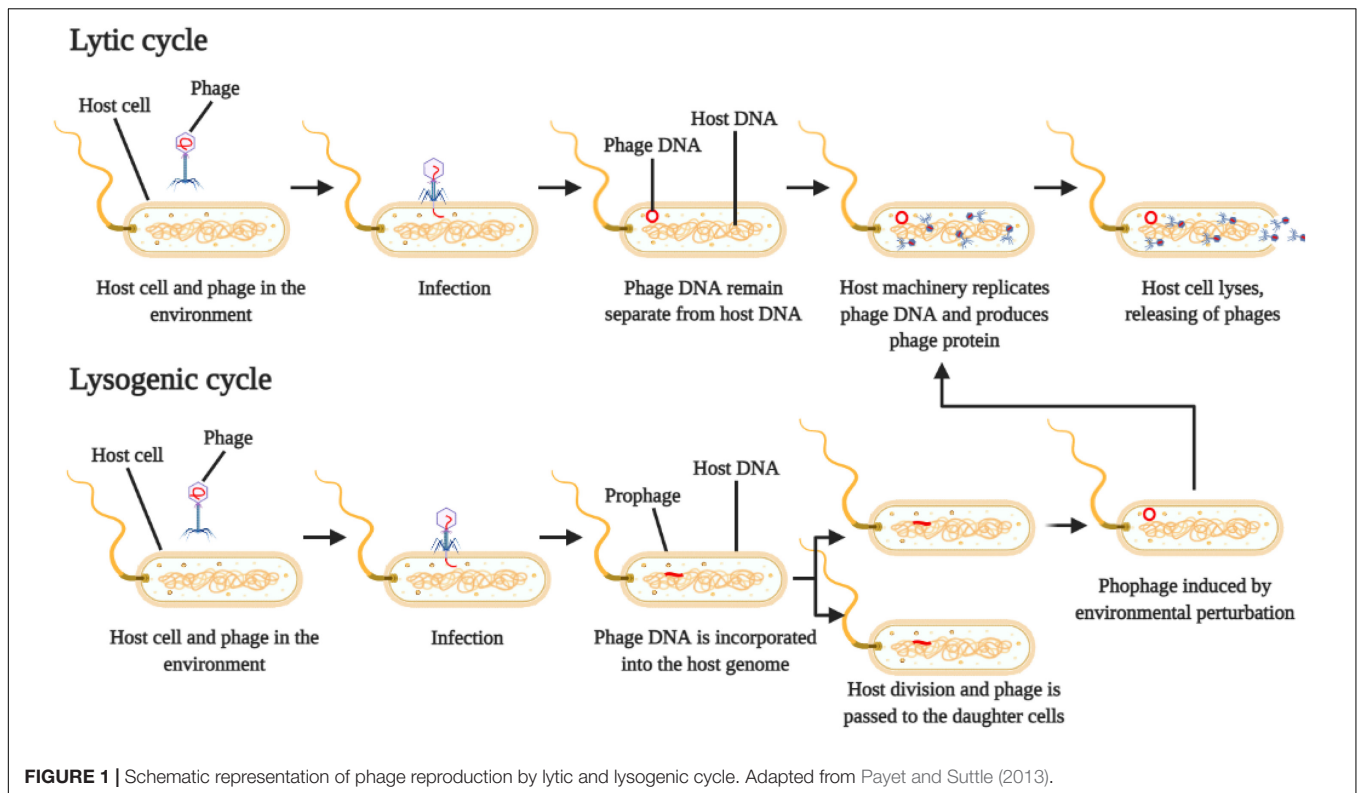 Lytic cycle
Phage
Host cell
Host DNA
Phage DNA
Host cell and phage in the
environment
Infection
Phage DNA remain
separate from host DNA
Host machinery replicates
phage DNA and produces
phage protein
Host cell lyses,
releasing of phages
Lysogenic cycle
Phage
Host cell
Host DNA
Prophage
Host cell and phage in the
environment
Infection
Phage DNA is incorporated
into the host genome
Host division and phage is
passed to the daughter cells
Phophage induced by
environmental perturbation
FIGURE 1 | Schematic representation of phage reproduction by lytic and lysogenic cycle. Adapted from Payet and Suttle (2013).